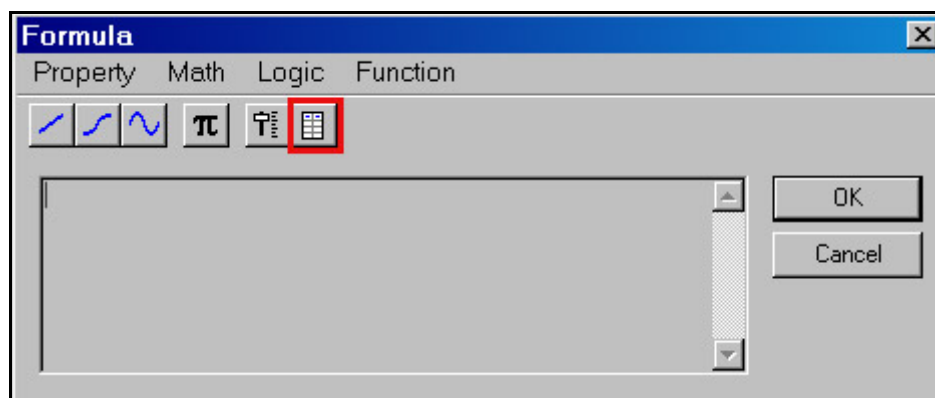 Formula
Property Math Logic Function
π
OK
Cancel